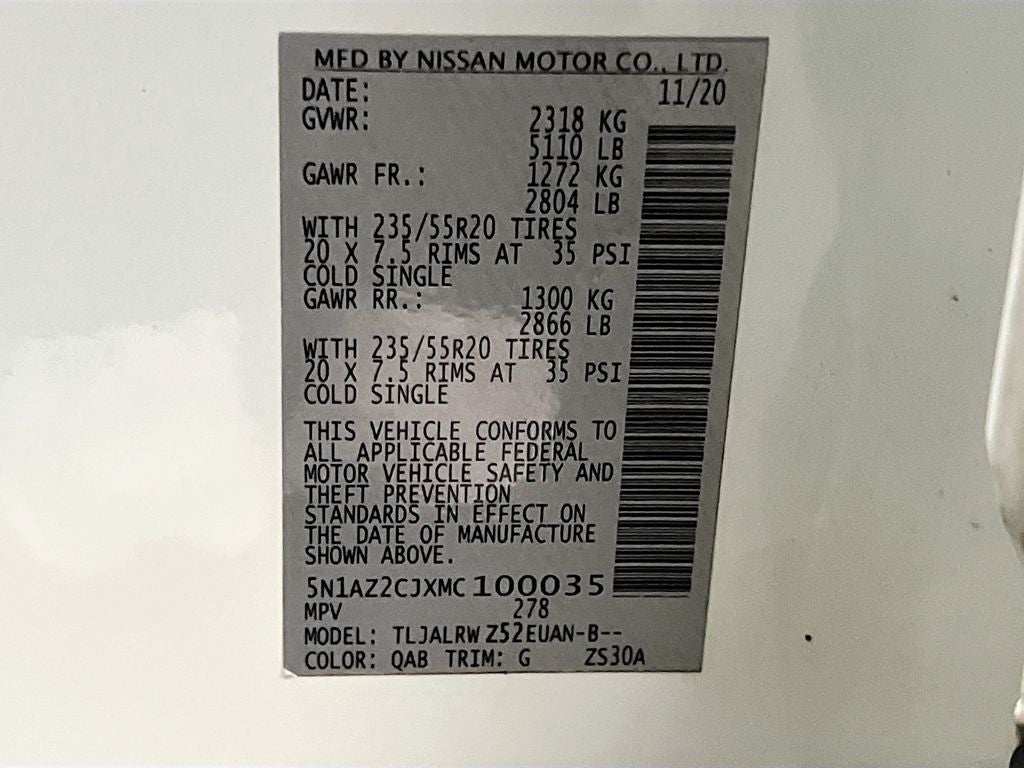 MFD BY NISSAN MOTOR CO., LTD.
DATE: 11/20
GVWR: 2318 KG
5110 LB
GAWR FR.: 1272 KG
2804 LB
WITH 235/55R20 TIRES
20 X 7.5 RIMS AT 35 PSI
COLD SINGLE
GAWR RR.: 1300 KG
2866 LB
WITH 235/55R20 TIRES
20 X 7.5 RIMS AT 35 PSI
COLD SINGLE
THIS VEHICLE CONFORMS TO
ALL APPLICABLE FEDERAL
MOTOR VEHICLE SAFETY AND
THEFT PREVENTION
STANDARDS IN EFFECT ON
THE DATE OF MANUFACTURE
SHOWN ABOVE.
5N1AZ2CJXMC100035
MPV 278
MODEL: TLJALRWZ52EUAN-B--
COLOR: QAB TRIM: G ZS30A